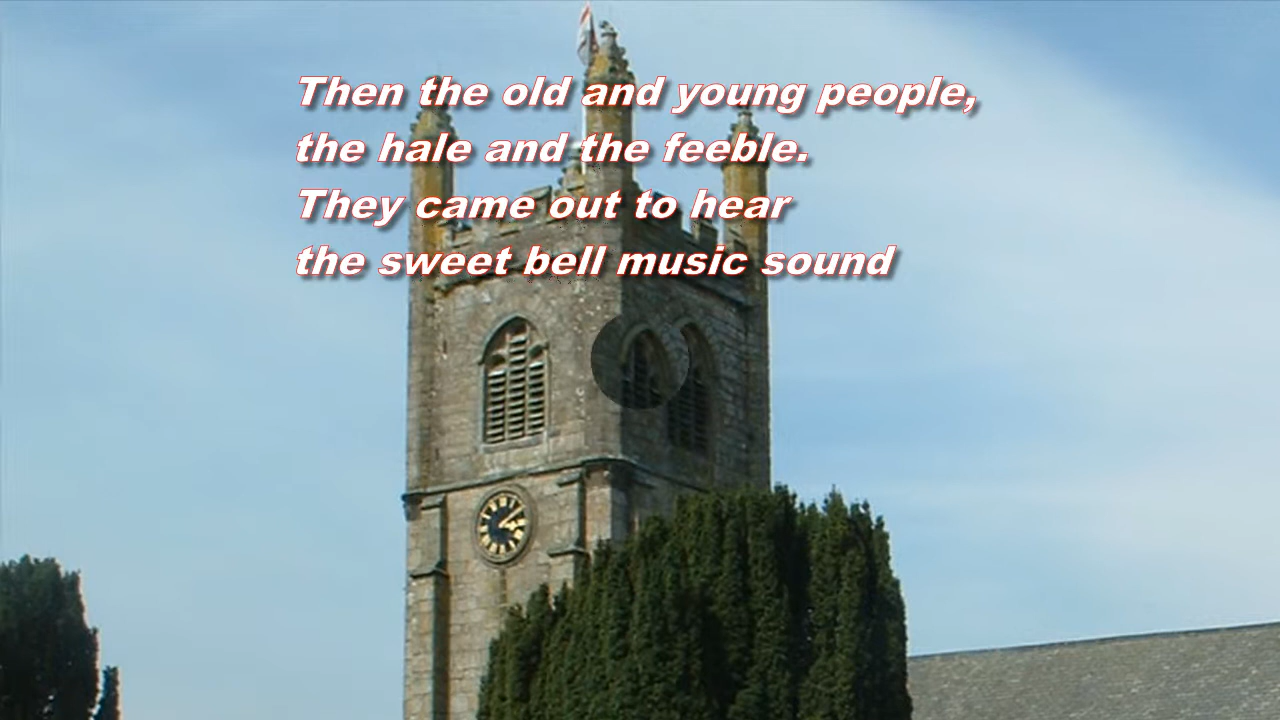 Then the old and young people,
the hale and the feeble.
They came out to hear
the sweet bell music sound